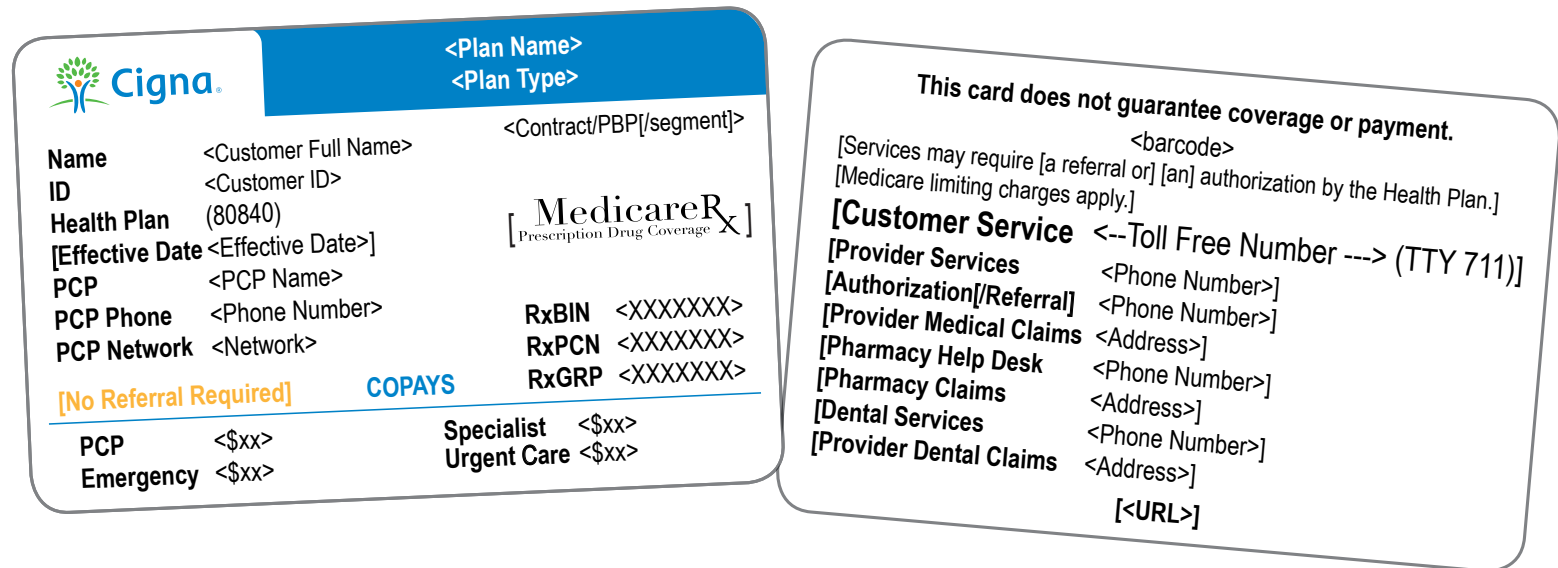 Cigna®
<Plan Name>
<Plan Type>
<Contract/PBP[/segment]>
Name <Customer Full Name>
ID <Customer ID>
Health Plan (80840)
[Effective Date <Effective Date>]
PCP <PCP Name>
PCP Phone <Phone Number>
PCP Network <Network>
[MedicareRx
Prescription Drug Coverage]
RxBIN <XXXXXXX>
RxPCN <XXXXXXX>
RxGRP <XXXXXXX>
[No Referral Required] COPAYS
PCP <$xx> Specialist <$xx>
Emergency <$xx> Urgent Care <$xx>
This card does not guarantee coverage or payment.
<barcode>
[Services may require [a referral or] [an] authorization by the Health Plan.]
[Medicare limiting charges apply.]
[Customer Service <--Toll Free Number ---> (TTY 711)]
[Provider Services <Phone Number>]
[Authorization[/Referral] <Phone Number>]
[Provider Medical Claims <Address>]
[Pharmacy Help Desk <Phone Number>]
[Pharmacy Claims <Address>]
[Dental Services <Phone Number>]
[Provider Dental Claims <Address>]
[<URL>]